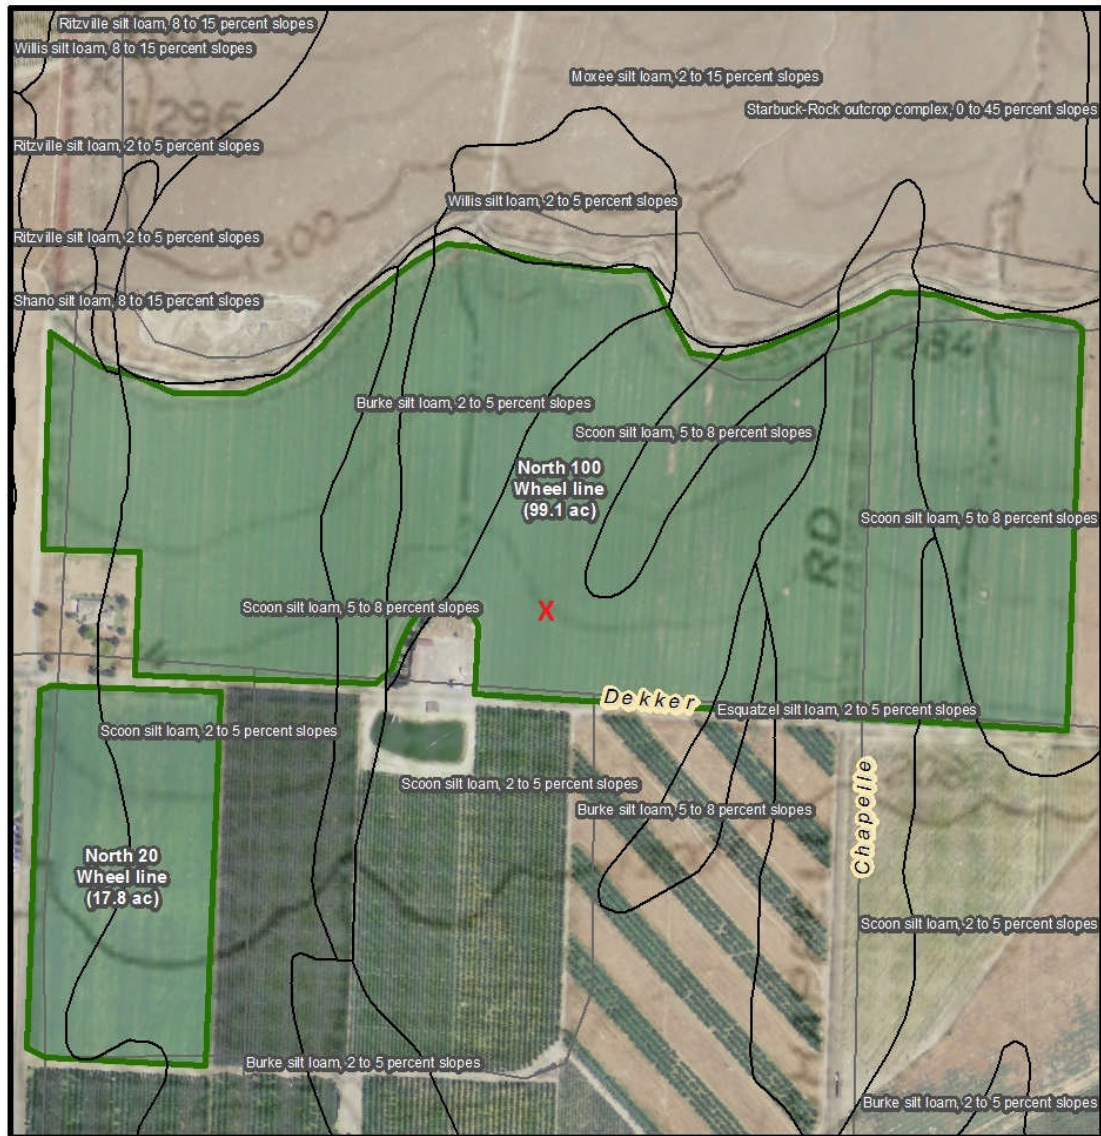 Ritzville silt loam, 8 to 15 percent slopes
Willis silt loam, 8 to 15 percent slopes
Moxee silt loam, 2 to 15 percent slopes
Starbuck-Rock outcrop complex, 0 to 45 percent slopes
1296
Ritzville silt loam, 2 to 5 percent slopes
Willis silt loam, 2 to 5 percent slopes
Ritzville silt loam, 2 to 5 percent slopes
1300
Shano silt loam, 8 to 15 percent slopes
1284
Burke silt loam, 2 to 5 percent slopes
Scoon silt loam, 5 to 8 percent slopes
North 100
Wheel line
(99.1 ac)
Scoon silt loam, 5 to 8 percent slopes
RD
Scoon silt loam, 5 to 8 percent slopes
X
Dekker
Esquatzel silt loam, 2 to 5 percent slopes
Scoon silt loam, 2 to 5 percent slopes
Scoon silt loam, 2 to 5 percent slopes
Burke silt loam, 5 to 8 percent slopes
Chapelle
North 20
Wheel line
(17.8 ac)
Scoon silt loam, 2 to 5 percent slopes
Burke silt loam, 2 to 5 percent slopes
Burke silt loam, 2 to 5 percent slopes